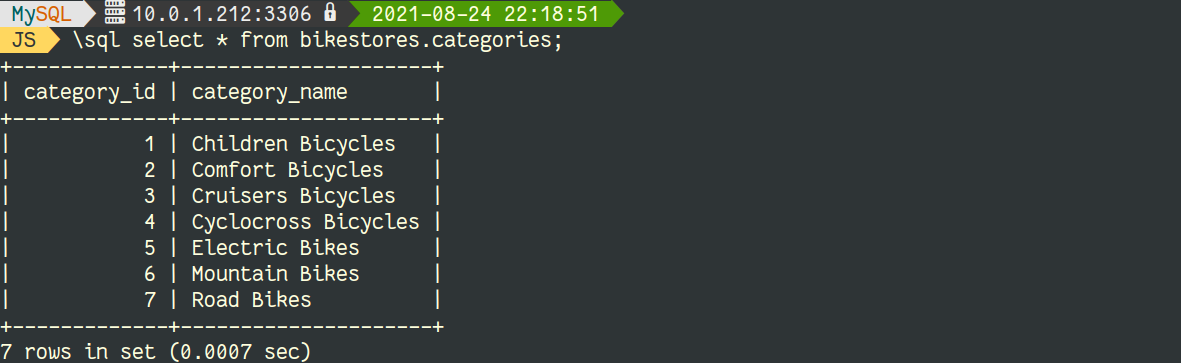 MySQL 10.0.1.212:3306 2021-08-24 22:18:51
JS \sql select * from bikestores.categories;
+-------------+---------------------+
| category_id | category_name       |
+-------------+---------------------+
|           1 | Children Bicycles   |
|           2 | Comfort Bicycles    |
|           3 | Cruisers Bicycles   |
|           4 | Cyclocross Bicycles |
|           5 | Electric Bikes      |
|           6 | Mountain Bikes      |
|           7 | Road Bikes          |
+-------------+---------------------+
7 rows in set (0.0007 sec)